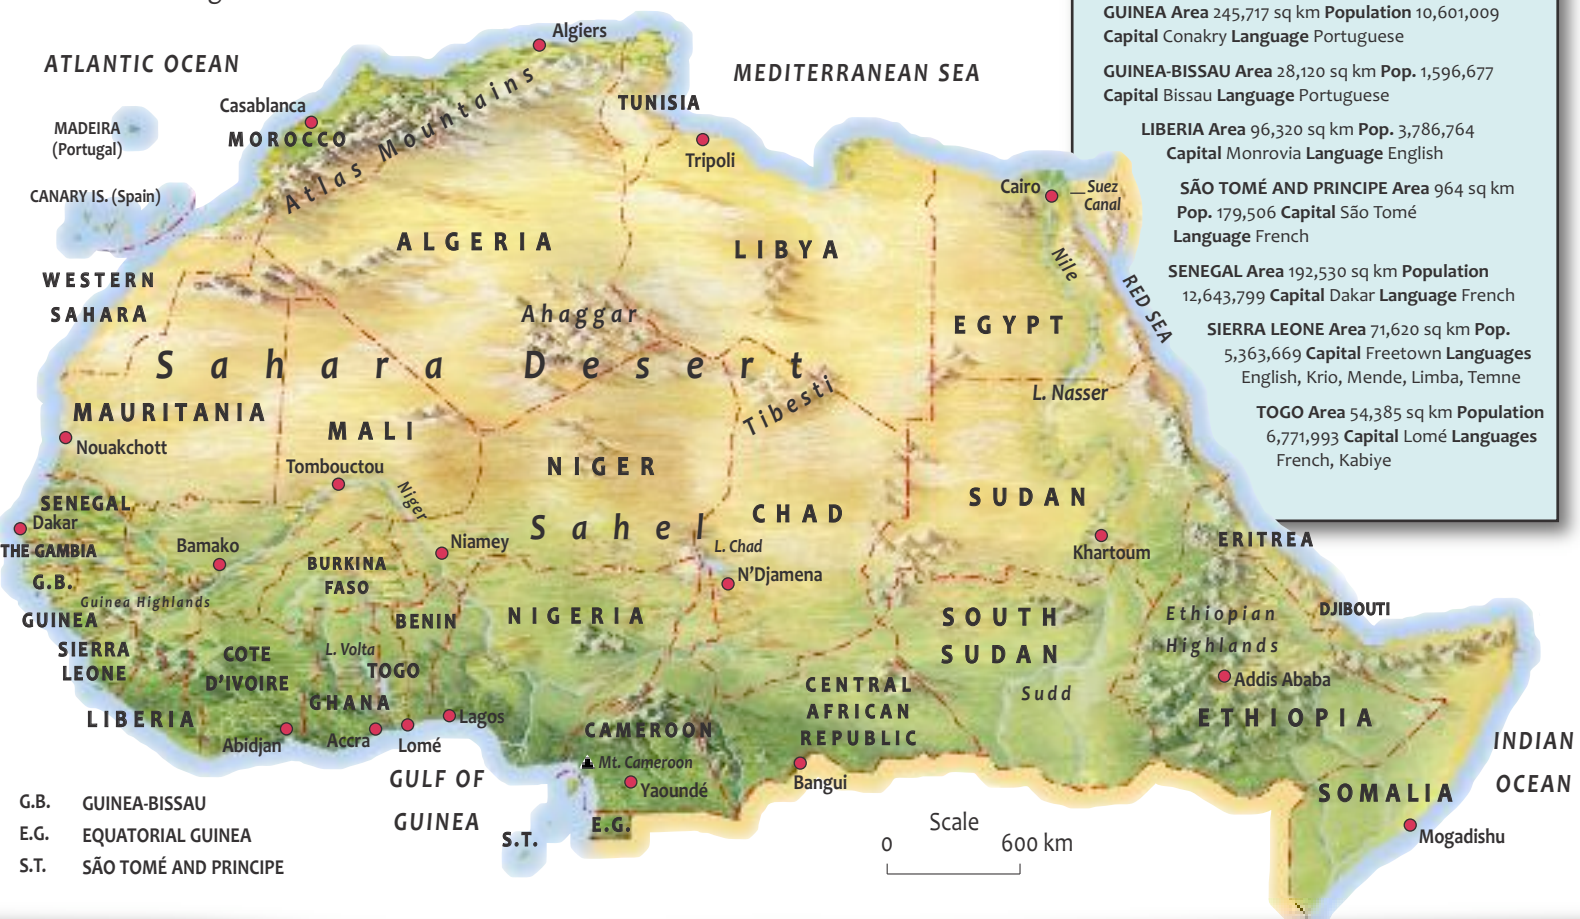 GUINEA Area 245,717 sq km Population 10,601,009
Capital Conakry Language Portuguese
GUINEA-BISSAU Area 28,120 sq km Pop. 1,596,677
Capital Bissau Language Portuguese
LIBERIA Area 96,320 sq km Pop. 3,786,764
Capital Monrovia Language English
SÃO TOMÉ AND PRINCIPE Area 964 sq km
Pop. 179,506 Capital São Tomé
Language French
SENEGAL Area 192,530 sq km Population
12,643,799 Capital Dakar Language French
SIERRA LEONE Area 71,620 sq km Pop.
5,363,669 Capital Freetown Languages
English, Krio, Mende, Limba, Temne
TOGO Area 54,385 sq km Population
6,771,993 Capital Lomé Languages
French, Kabiye
Algiers
ATLANTIC OCEAN
MEDITERRANEAN SEA
Casablanca
TUNISIA
MADEIRA
(Portugal)
MOROCCO
Atlas Mountains
Tripoli
CANARY IS. (Spain)
Cairo
Suez
Canal
ALGERIA
LIBYA
Nile
WESTERN
SAHARA
RED SEA
Ahaggar
EGYPT
Sahara Desert
Tibesti
L. Nasser
MAURITANIA
MALI
Nouakchott
Tombouctou
NIGER
Niger
SUDAN
SENEGAL
Dakar
Sahel
CHAD
THE GAMBIA
Bamako
Niamey
L. Chad
Khartoum
ERITREA
BURKINA
FASO
N'Djamena
G.B.
Guinea Highlands
GUINEA
BENIN
NIGERIA
SOUTH
SUDAN
Ethiopian
Highlands
DJIBOUTI
SIERRA
LEONE
COTE
D'IVOIRE
L. Volta
TOGO
CENTRAL
AFRICAN
REPUBLIC
Sudd
Addis Ababa
GHANA
LIBERIA
Lagos
ETHIOPIA
Abidjan
Accra
Lomé
CAMEROON
Mt. Cameroon
INDIAN
OCEAN
GULF OF
GUINEA
Yaoundé
Bangui
SOMALIA
G.B. GUINEA-BISSAU
E.G. EQUATORIAL GUINEA
S.T. SÃO TOMÉ AND PRINCIPE
S.T.
E.G.
Scale
0 600 km
Mogadishu